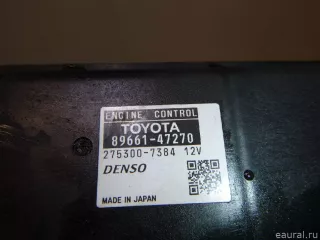 ENGINE CONTROL
TOYOTA
89661-47270
275300-7384 12V
DENSO
MADE IN JAPAN
© eaural.ru